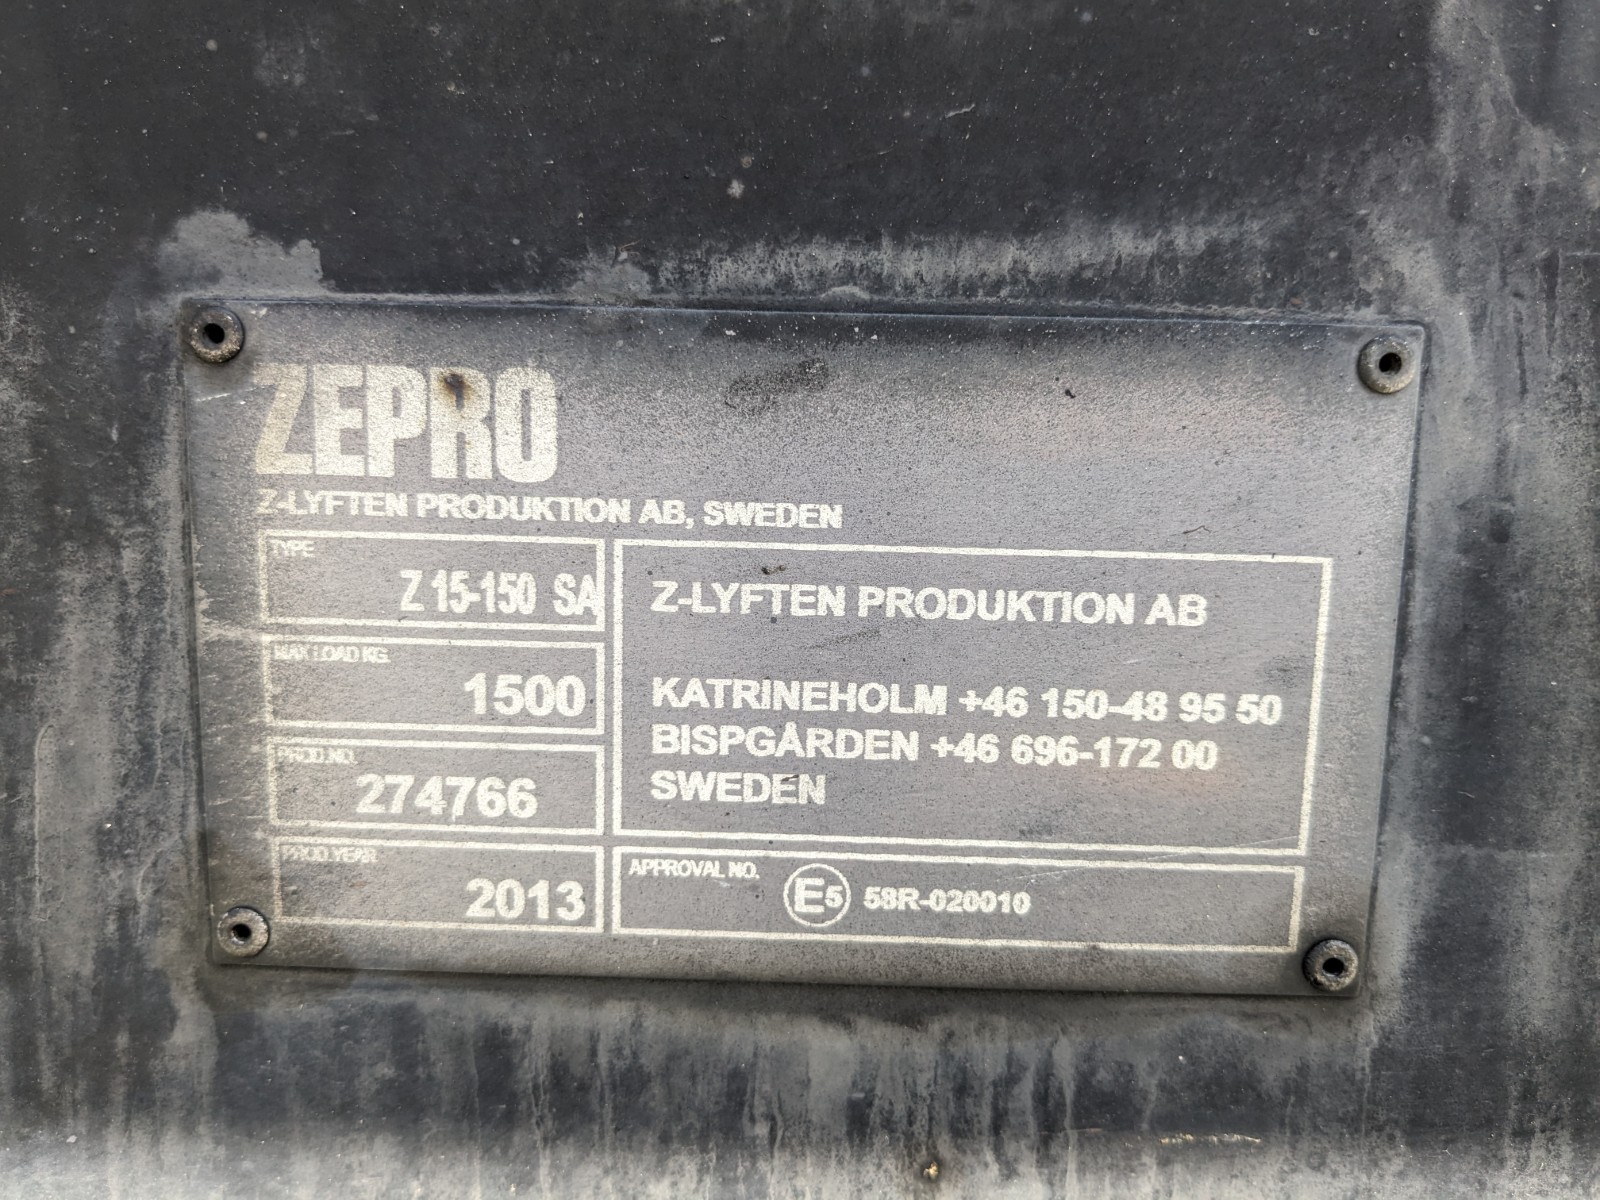 ZEPRO
Z-LYFTEN PRODUKTION AB, SWEDEN
TYPE
Z 15-150 SA
MAX LOAD KG.
1500
PROD.NO.
274766
PROD.YEAR
2013
Z-LYFTEN PRODUKTION AB
KATRINEHOLM +46 150-48 95 50
BISPGÅRDEN +46 696-172 00
SWEDEN
APPROVAL NO.
E5 58R-020010